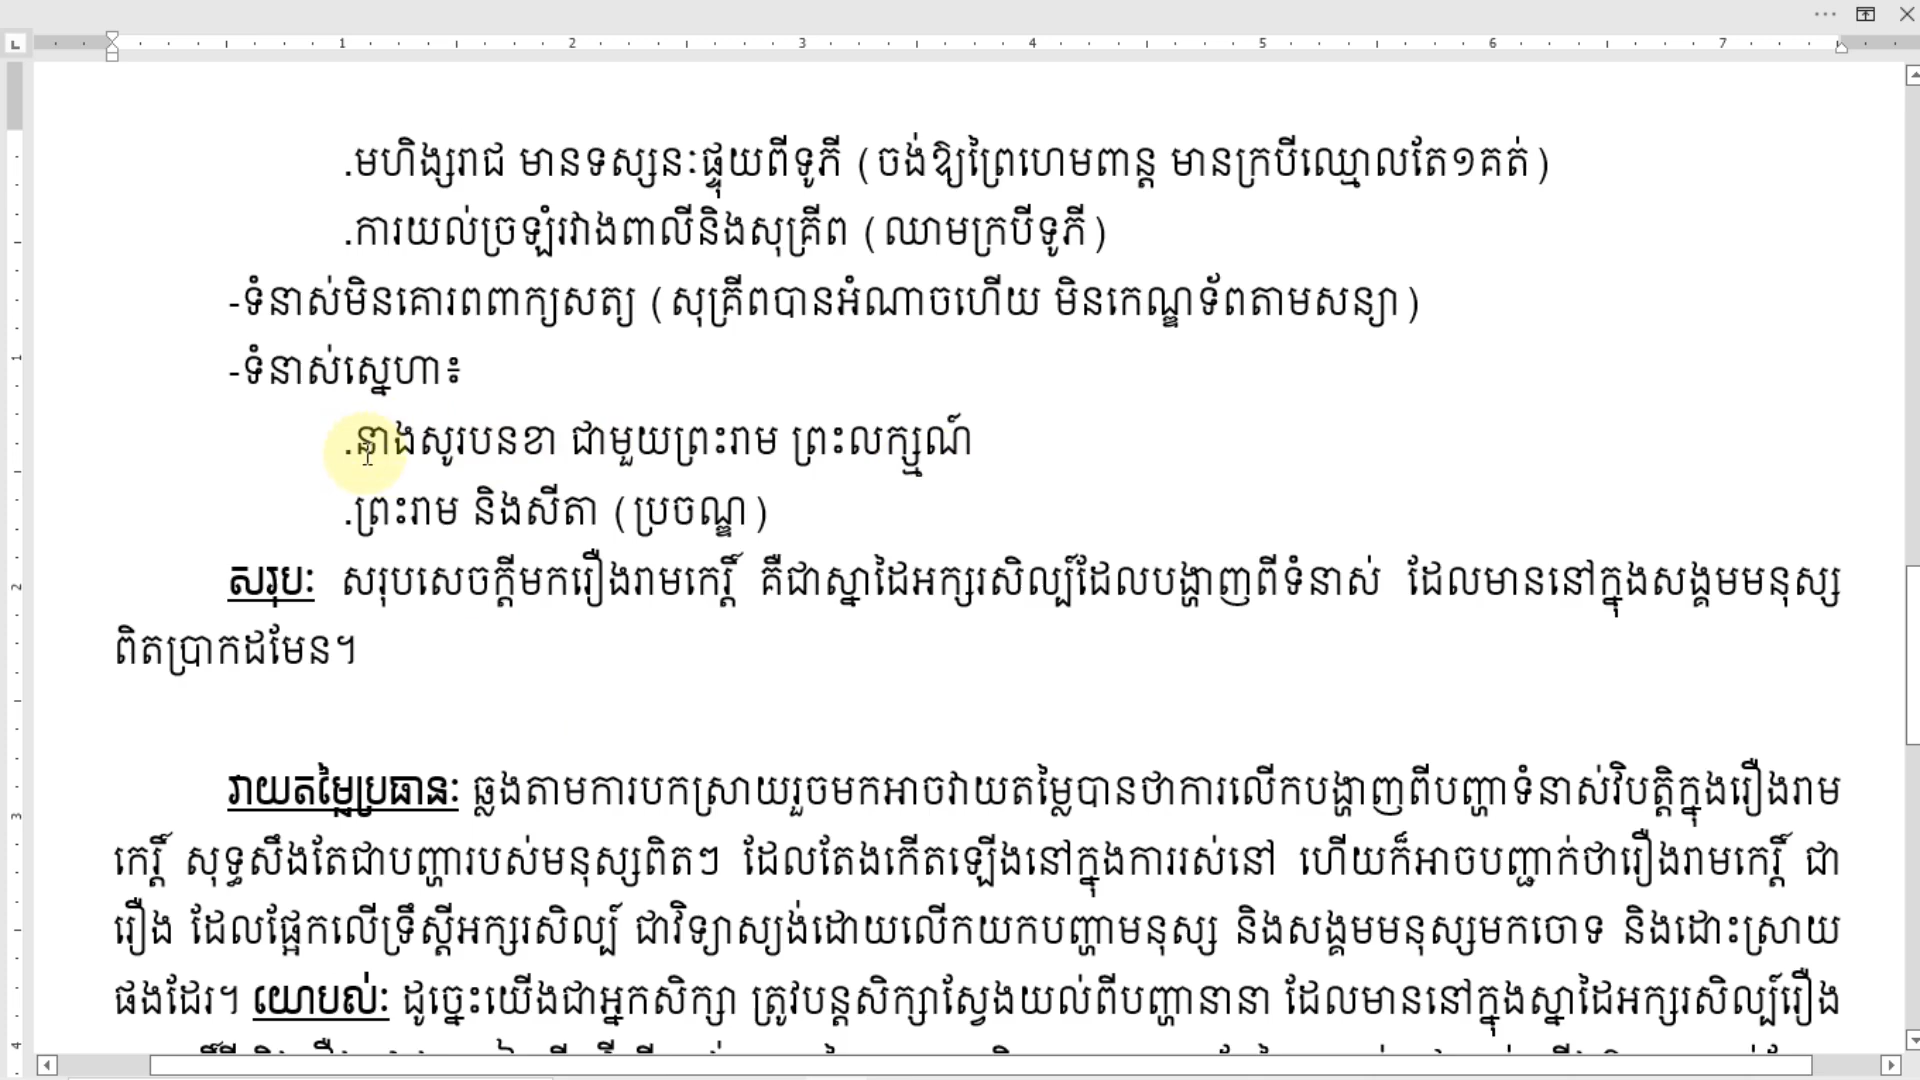 1 2 3 4 5 6 7
.មហិង្សរាជ មានទស្សនៈផ្ទុយពីទូភី (ចង់ឱ្យព្រៃហេមពាន្ត មានក្របីឈ្មោលតែ១គត់)
.ការយល់ច្រឡំរវាងពាលីនិងសុគ្រីព (ឈាមក្របីទូភី)
-ទំនាស់មិនគោរពពាក្យសត្យ (សុគ្រីពបានអំណាចហើយ មិនកេណ្ឌទ័ពតាមសន្យា)
-ទំនាស់ស្នេហា៖
.នាងសូរបនខា ជាមួយព្រះរាម ព្រះលក្ស្មណ៍
.ព្រះរាម និងសីតា (ប្រចណ្ឌ)
សរុបៈ សរុបសេចក្ដីមករឿងរាមកេរ្តិ៍ គឺជាស្នាដៃអក្សរសិល្ប៍ដែលបង្ហាញពីទំនាស់ ដែលមាននៅក្នុងសង្គមមនុស្ស
ពិតប្រាកដមែន។
វាយតម្លៃប្រធានៈ ឆ្លងតាមការបកស្រាយរួចមកអាចវាយតម្លៃបានថាការលើកបង្ហាញពីបញ្ហាទំនាស់វិបត្តិក្នុងរឿងរាម
កេរ្តិ៍ សុទ្ធសឹងតែជាបញ្ហារបស់មនុស្សពិតៗ ដែលតែងកើតឡើងនៅក្នុងការរស់នៅ ហើយក៏អាចបញ្ជាក់ថារឿងរាមកេរ្តិ៍ ជា
រឿង ដែលផ្អែកលើទ្រឹស្ដីអក្សរសិល្ប៍ ជាវិទ្យាស្យង់ដោយលើកយកបញ្ហាមនុស្ស និងសង្គមមនុស្សមកចោទ និងដោះស្រាយ
ផងដែរ។ យោបល់ៈ ដូច្នេះយើងជាអ្នកសិក្សា ត្រូវបន្តសិក្សាស្វែងយល់ពីបញ្ហានានា ដែលមាននៅក្នុងស្នាដៃអក្សរសិល្ប៍រឿង